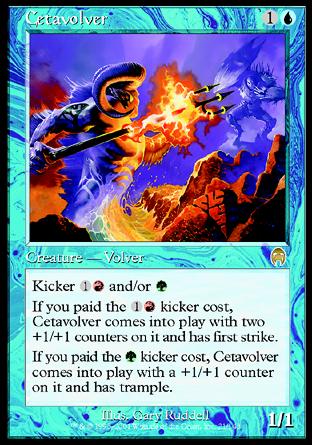 Cetavolver 1
Creature — Volver
Kicker 1 and/or
If you paid the 1 kicker cost,
Cetavolver comes into play with two
+1/+1 counters on it and has first strike.
If you paid the kicker cost, Cetavolver
comes into play with a +1/+1 counter
on it and has trample.
Illus. Gary Ruddell
1/1